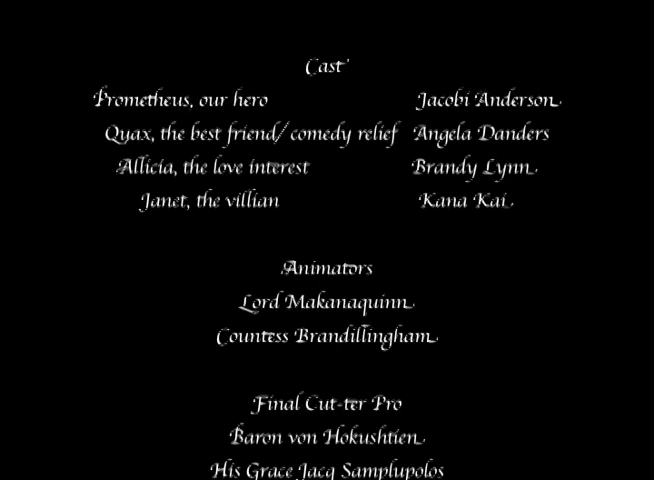 Cast
Prometheus, our hero Jacobi Anderson
Quax, the best friend/ comedy relief Angela Danders
Allicia, the love interest Brandy Lynn
Janet, the villian Kana Kai
Animators
Lord Makanaquinn
Countess Brandillingham
Final Cut-ter Pro
Baron von Hokushtien
His Grace Jacq Samplupolos